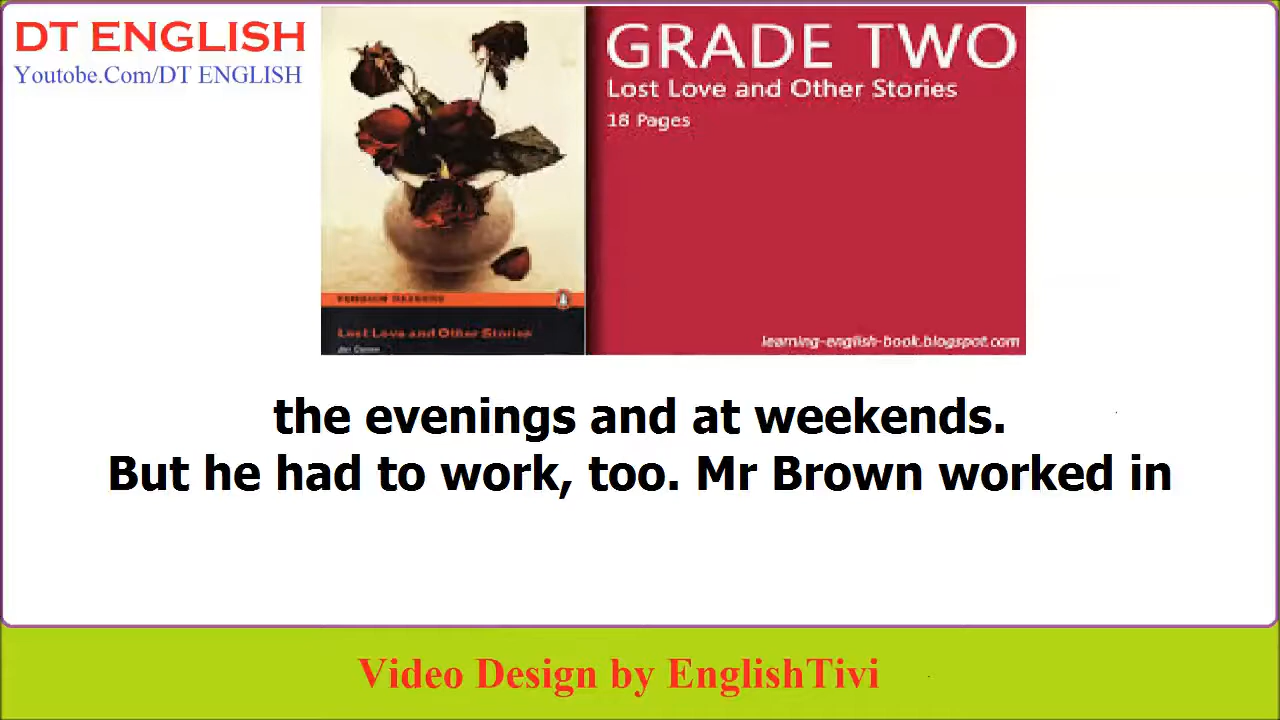 DT ENGLISH
Youtobe.Com/DT ENGLISH
GRADE TWO
Lost Love and Other Stories
18 Pages
PENGUIN READERS
Lost Love and Other Stories
learning-english-book.blogspot.com
the evenings and at weekends.
But he had to work, too. Mr Brown worked in
Video Design by EnglishTivi